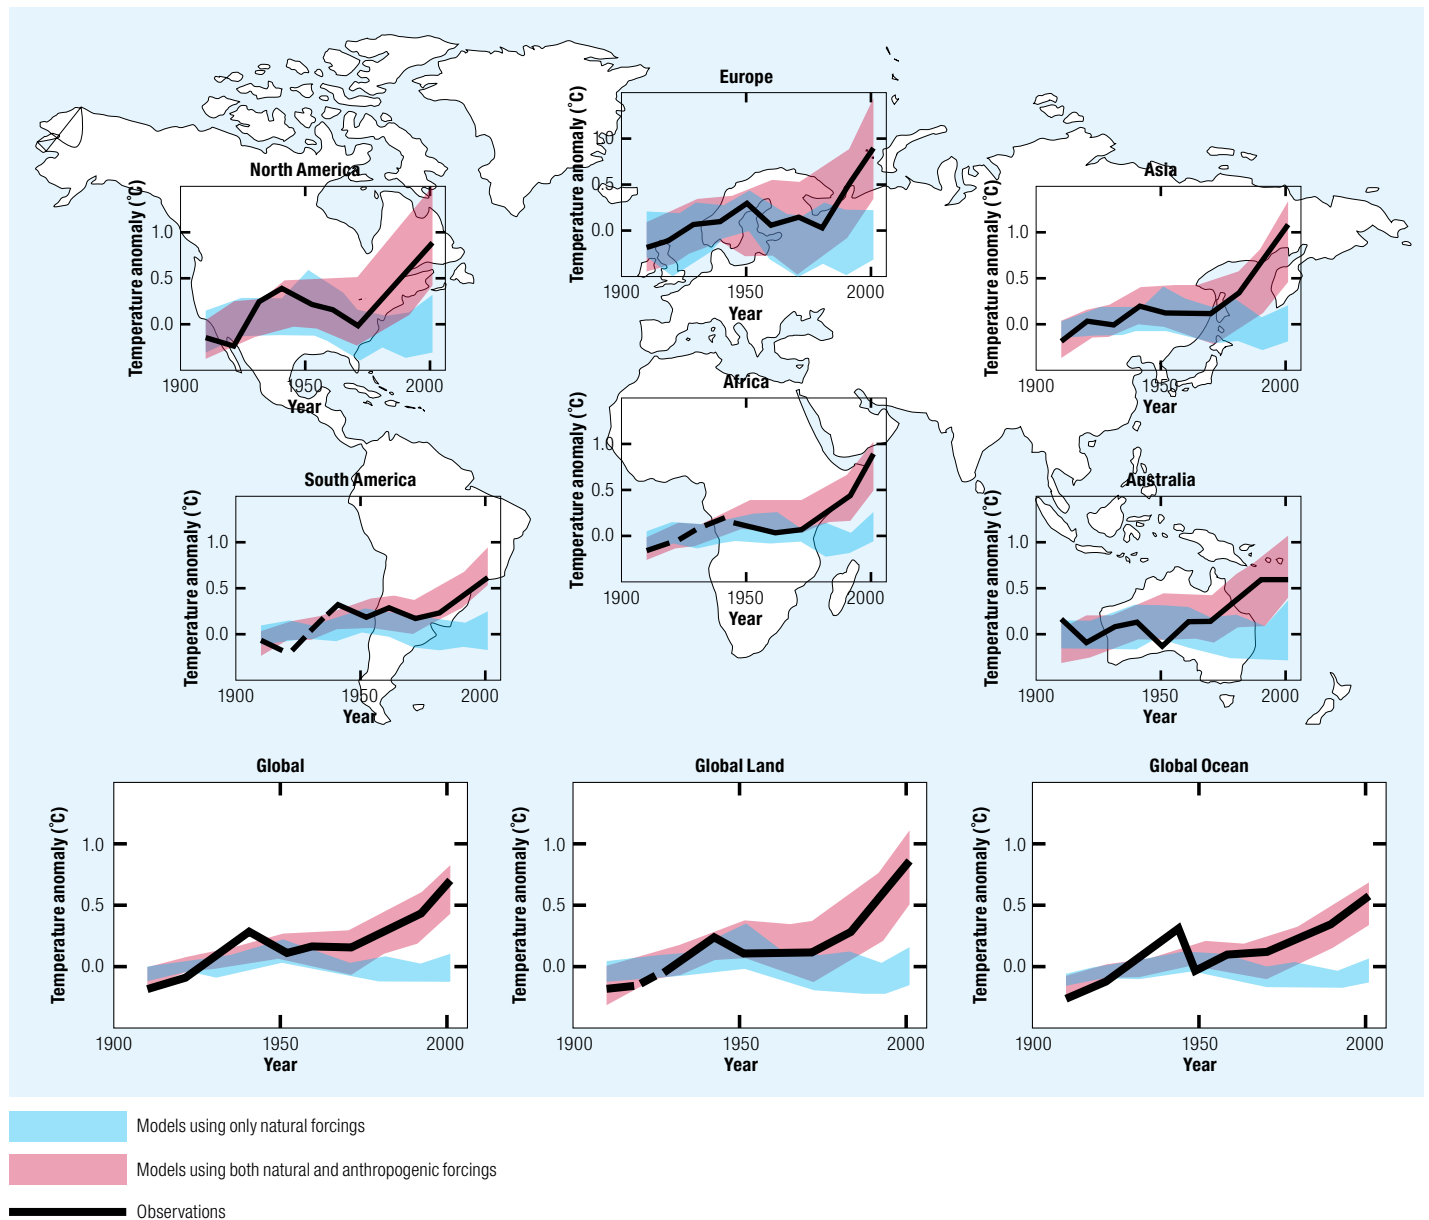 Europe
Temperature anomaly (˚C)
1.0
0.5
0.0
1900 1950 2000
Year
North America
Temperature anomaly (˚C)
1.0
0.5
0.0
1900 1950 2000
Year
Asia
Temperature anomaly (˚C)
1.0
0.5
0.0
1900 1950 2000
Year
Africa
Temperature anomaly (˚C)
1.0
0.5
0.0
1900 1950 2000
Year
South America
Temperature anomaly (˚C)
1.0
0.5
0.0
1900 1950 2000
Year
Australia
Temperature anomaly (˚C)
1.0
0.5
0.0
1900 1950 2000
Year
Global
Temperature anomaly (˚C)
1.0
0.5
0.0
1900 1950 2000
Year
Global Land
Temperature anomaly (˚C)
1.0
0.5
0.0
1900 1950 2000
Year
Global Ocean
Temperature anomaly (˚C)
1.0
0.5
0.0
1900 1950 2000
Year
Models using only natural forcings
Models using both natural and anthropogenic forcings
Observations